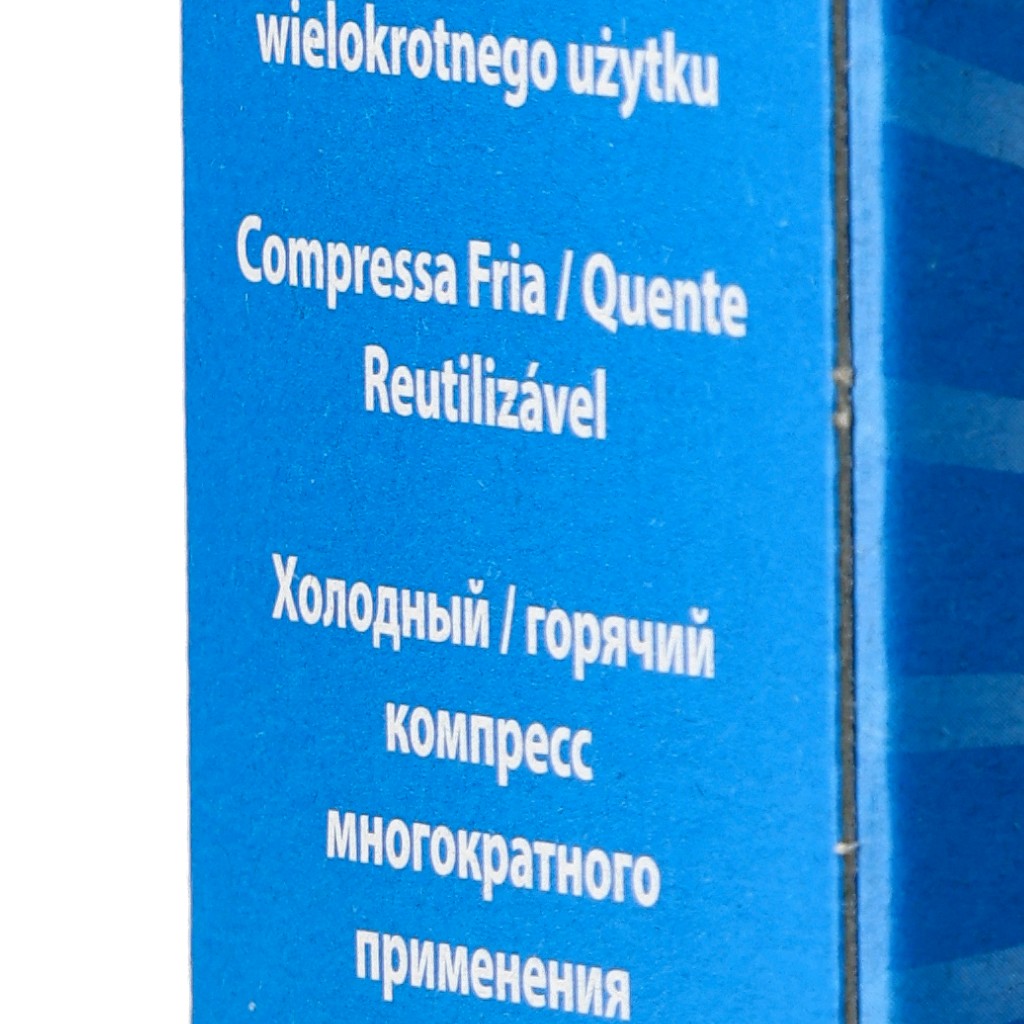 wielokrotnego użytku
Compressa Fria / Quente
Reutilizável
Холодный / горячий
компресс
многократного
применения